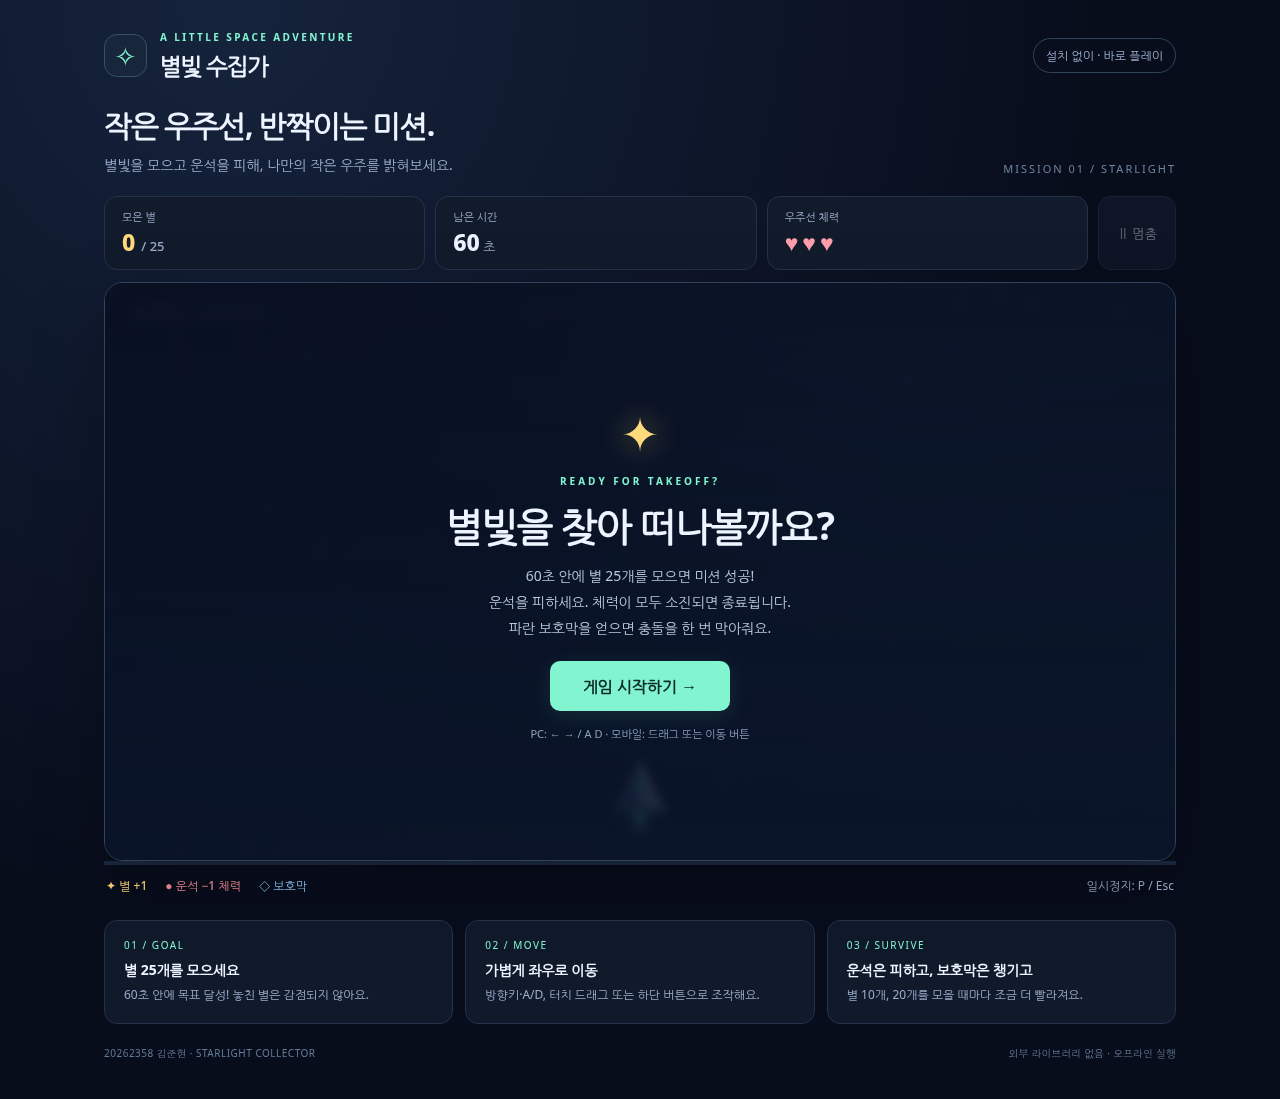 A LITTLE SPACE ADVENTURE
별빛 수집가
설치 없이 · 바로 플레이
작은 우주선, 반짝이는 미션.
별빛을 모으고 운석을 피해, 나만의 작은 우주를 밝혀보세요.
MISSION 01 / STARLIGHT
모은 별
0 / 25
남은 시간
60 초
우주선 체력
♥♥♥
Ⅱ 멈춤
✦
READY FOR TAKEOFF?
별빛을 찾아 떠나볼까요?
60초 안에 별 25개를 모으면 미션 성공!
운석을 피하세요. 체력이 모두 소진되면 종료됩니다.
파란 보호막을 얻으면 충돌을 한 번 막아줘요.
게임 시작하기 →
PC: ← → / A D · 모바일: 드래그 또는 이동 버튼
✦ 별 +1 ● 운석 −1 체력 ◇ 보호막
일시정지: P / Esc
01 / GOAL
별 25개를 모으세요
60초 안에 목표 달성! 놓친 별은 감점되지 않아요.
02 / MOVE
가볍게 좌우로 이동
방향키·A/D, 터치 드래그 또는 하단 버튼으로 조작해요.
03 / SURVIVE
운석은 피하고, 보호막은 챙기고
별 10개, 20개를 모을 때마다 조금 더 빨라져요.
20262358 김준현 · STARLIGHT COLLECTOR
외부 라이브러리 없음 · 오프라인 실행